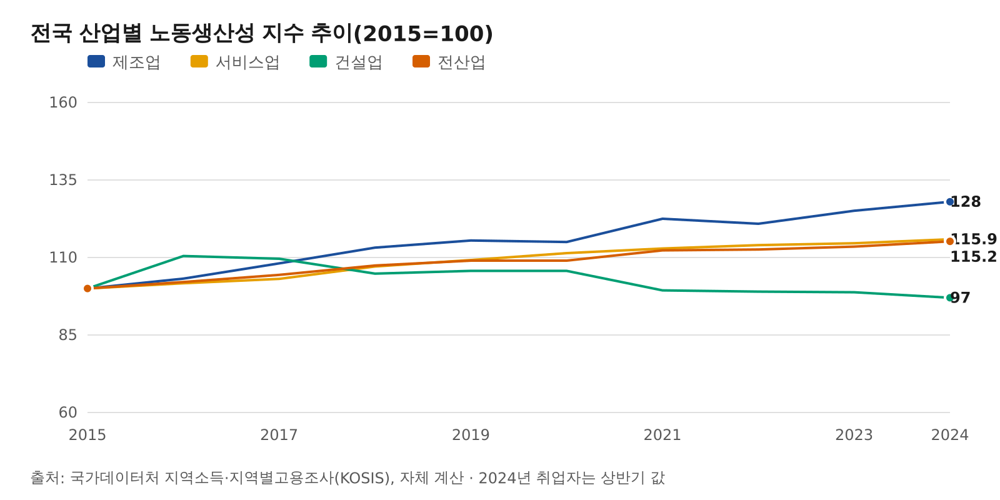 전국 산업별 노동생산성 지수 추이(2015=100)
제조업 서비스업 건설업 전산업
160
135
128
115.9
110
115.2
97
85
60
2015 2017 2019 2021 2023 2024
출처: 국가데이터처 지역소득·지역별고용조사(KOSIS), 자체 계산 · 2024년 취업자는 상반기 값